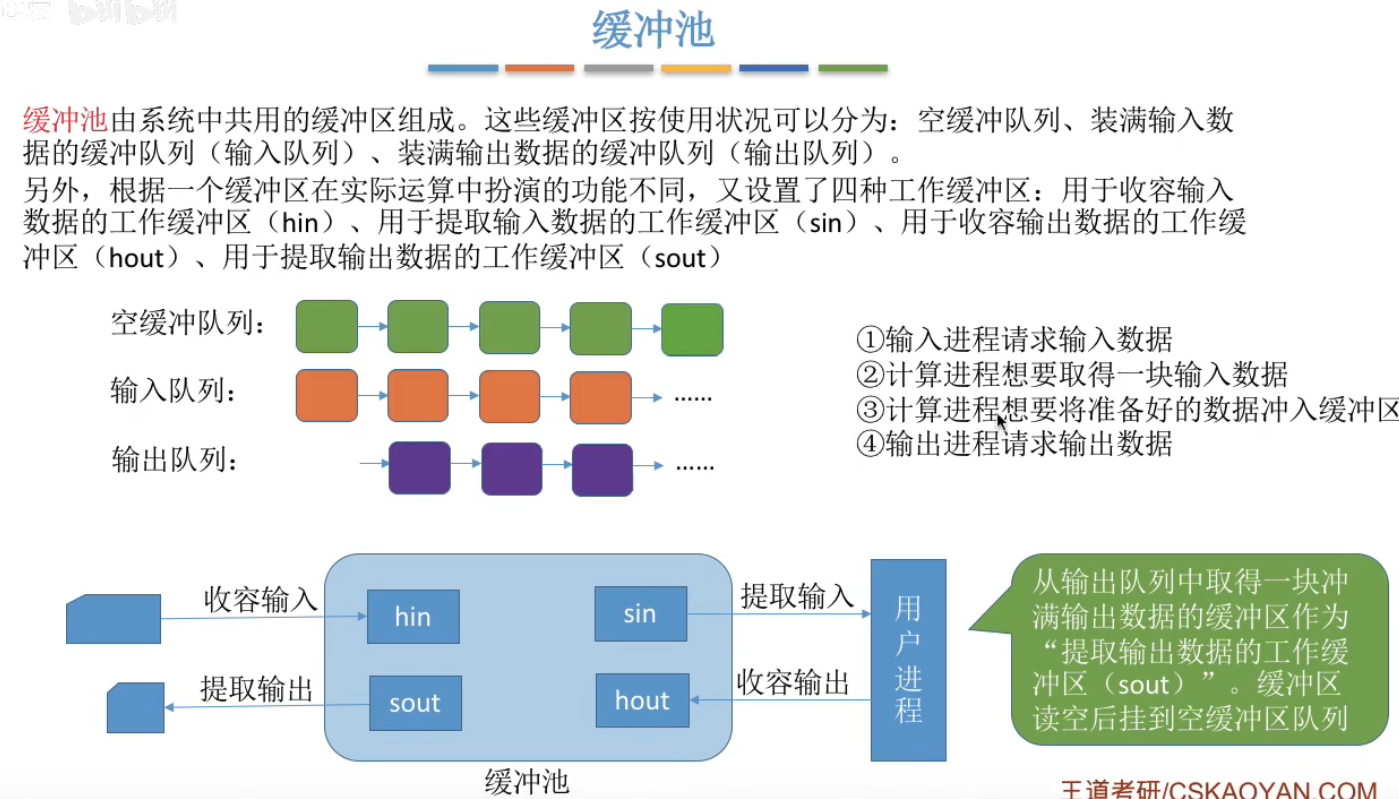 缓冲池
缓冲池由系统中共用的缓冲区组成。这些缓冲区按使用状况可以分为：空缓冲队列、装满输入数
据的缓冲队列（输入队列）、装满输出数据的缓冲队列（输出队列）。
另外，根据一个缓冲区在实际运算中扮演的功能不同，又设置了四种工作缓冲区：用于收容输入
数据的工作缓冲区（hin）、用于提取输入数据的工作缓冲区（sin）、用于收容输出数据的工作缓
冲区（hout）、用于提取输出数据的工作缓冲区（sout）
空缓冲队列：
输入队列：
......
输出队列：
......
①输入进程请求输入数据
②计算进程想要取得一块输入数据
③计算进程想要将准备好的数据冲入缓冲区
④输出进程请求输出数据
收容输入
hin
sin
提取输入
提取输出
sout
hout
收容输出
用户进程
缓冲池
从输出队列中取得一块冲
满输出数据的缓冲区作为
“提取输出数据的工作缓
冲区（sout）”。缓冲区
读空后挂到空缓冲区队列
王道考研/CSKAOYAN.COM